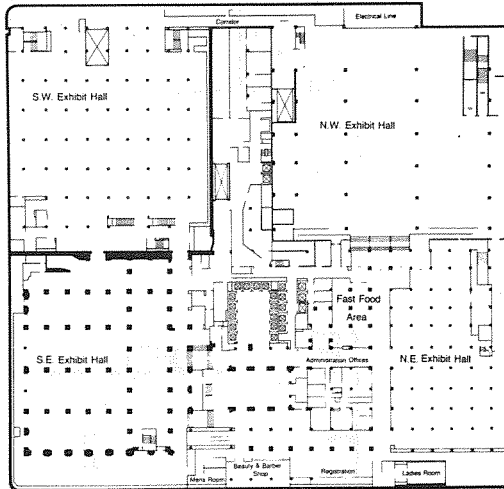 Electrical Line
Corridor
S.W. Exhibit Hall
N.W. Exhibit Hall
Fast Food
Area
S.E. Exhibit Hall
Administration Offices
N.E. Exhibit Hall
Beauty & Barber
Shop
Mens Room
Registration
Ladies Room